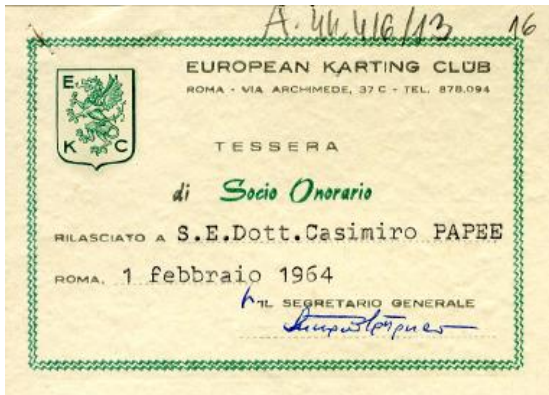 A. 44.416/13 16
EUROPEAN KARTING CLUB
ROMA - VIA ARCHIMEDE, 37 C - TEL. 878.094
E K C
TESSERA
di Socio Onorario
RILASCIATO A S.E.Dott.Casimiro PAPEE
ROMA, 1 febbraio 1964
IL SEGRETARIO GENERALE